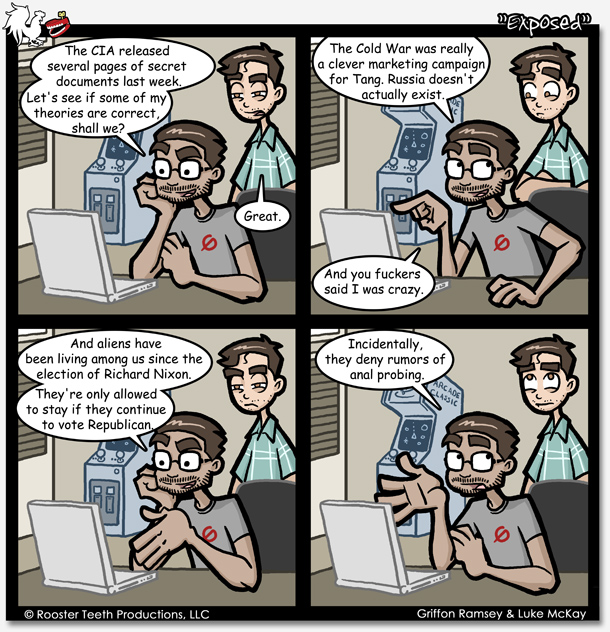 "Exposed"
The CIA released
several pages of secret
documents last week.
Let's see if some of my
theories are correct,
shall we?
Great.
The Cold War was really
a clever marketing campaign
for Tang. Russia doesn't
actually exist.
And you fuckers
said I was crazy.
And aliens have
been living among us since the
election of Richard Nixon.
They're only allowed
to stay if they continue
to vote Republican.
Incidentally,
they deny rumors of
anal probing.
ARCADE
CLASSIC
© Rooster Teeth Productions, LLC
Griffon Ramsey & Luke McKay